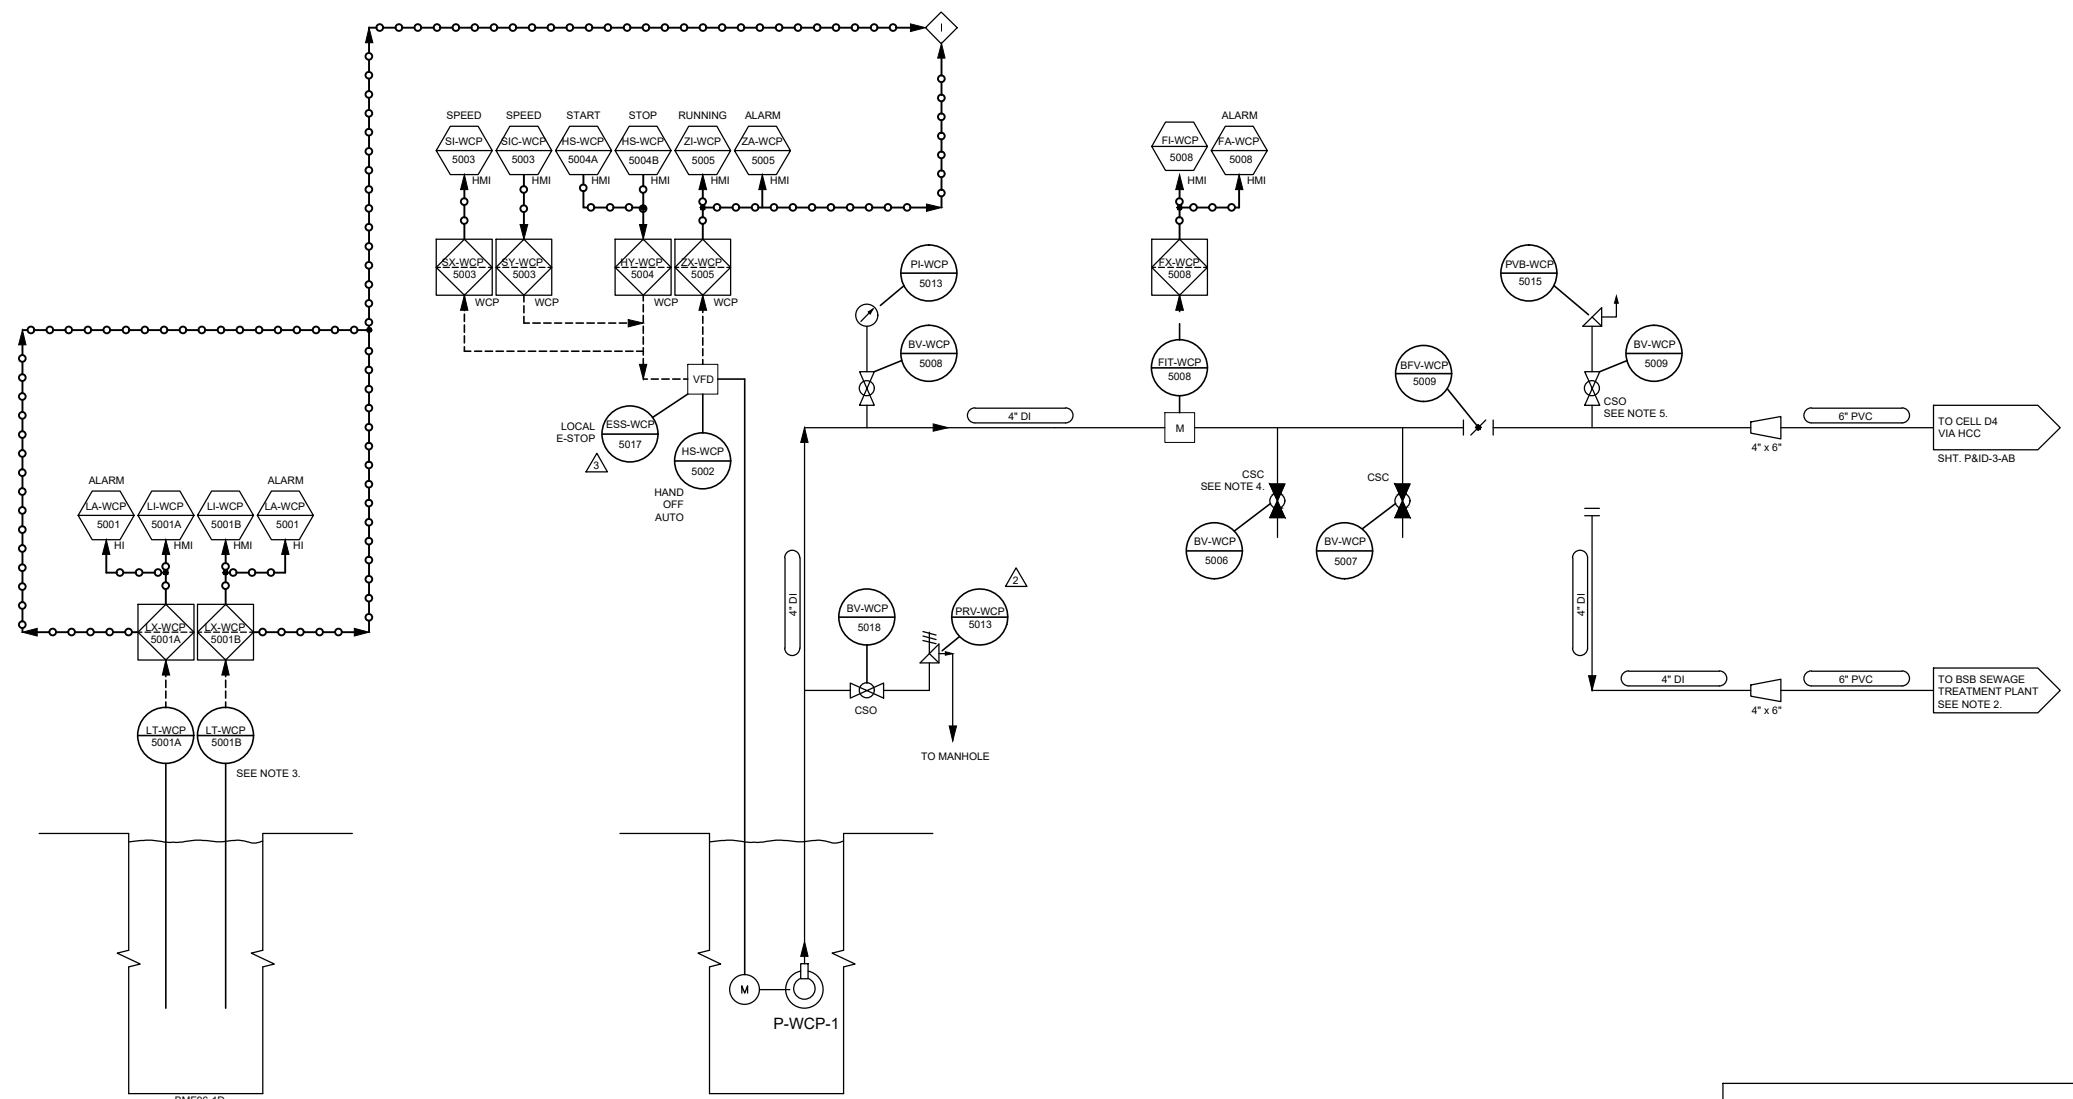 I
SPEED
SPEED
START
STOP
RUNNING
ALARM
SI-WCP
5003
HMI
SIC-WCP
5003
HMI
HS-WCP
5004A
HMI
HS-WCP
5004B
HMI
ZI-WCP
5005
HMI
ZA-WCP
5005
HMI
ALARM
FI-WCP
5008
HMI
FA-WCP
5008
HMI
SX-WCP
5003
WCP
SY-WCP
5003
WCP
HY-WCP
5004
WCP
ZX-WCP
5005
WCP
FX-WCP
5008
PI-WCP
5013
PVB-WCP
5015
BV-WCP
5008
FIT-WCP
5008
BFV-WCP
5009
BV-WCP
5009
CSO
SEE NOTE 5.
VFD
LOCAL
E-STOP
ESS-WCP
5017
3
HS-WCP
5002
HAND
OFF
AUTO
4" DI
M
4" x 6"
6" PVC
TO CELL D4
VIA HCC
SHT. P&ID-3-AB
CSC
SEE NOTE 4.
CSC
BV-WCP
5006
BV-WCP
5007
ALARM
ALARM
LA-WCP
5001
HI
LI-WCP
5001A
HMI
LI-WCP
5001B
HMI
LA-WCP
5001
HI
LX-WCP
5001A
LX-WCP
5001B
LT-WCP
5001A
LT-WCP
5001B
SEE NOTE 3.
4" DI
BV-WCP
5018
CSO
2
PRV-WCP
5013
TO MANHOLE
4" DI
4" DI
4" x 6"
6" PVC
TO BSB SEWAGE
TREATMENT PLANT
SEE NOTE 2.
M
P-WCP-1